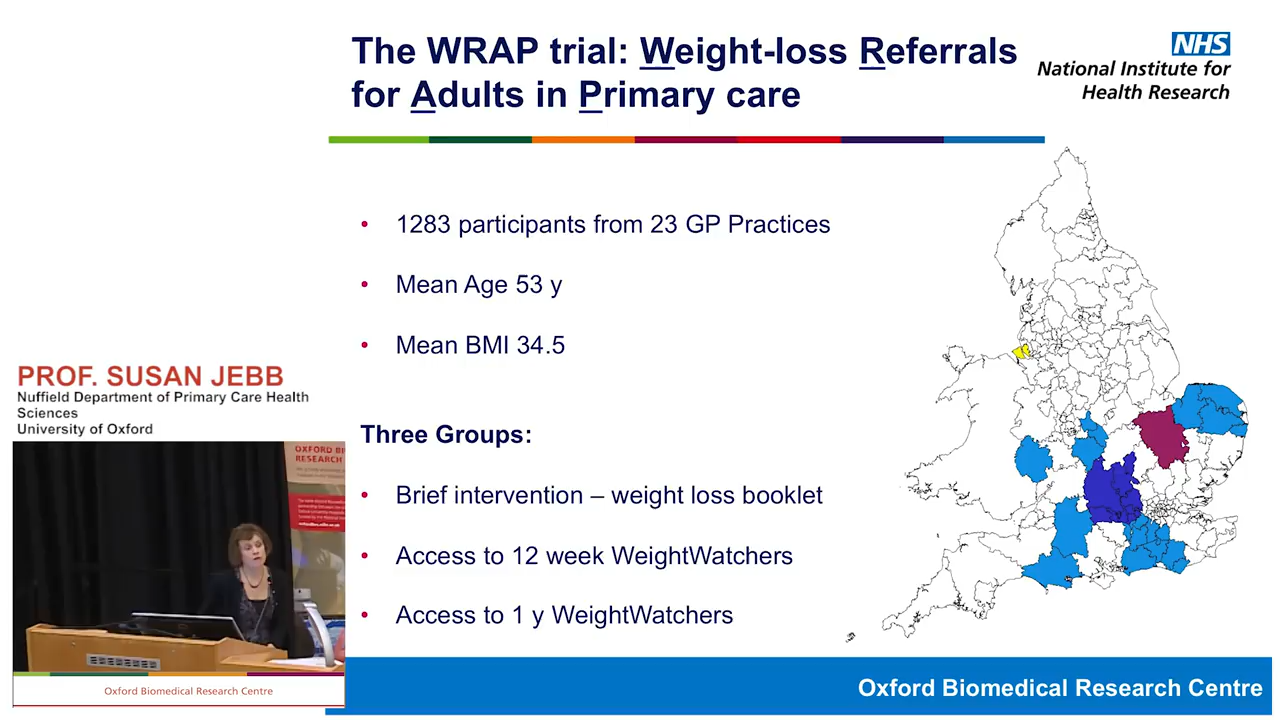 The WRAP trial: Weight-loss Referrals
for Adults in Primary care
NHS
National Institute for
Health Research
• 1283 participants from 23 GP Practices
• Mean Age 53 y
• Mean BMI 34.5
Three Groups:
• Brief intervention – weight loss booklet
• Access to 12 week WeightWatchers
• Access to 1 y WeightWatchers
PROF. SUSAN JEBB
Nuffield Department of Primary Care Health
Sciences
University of Oxford
OXFORD BI
RESEARCH
Oxford Biomedical Research Centre
Oxford Biomedical Research Centre